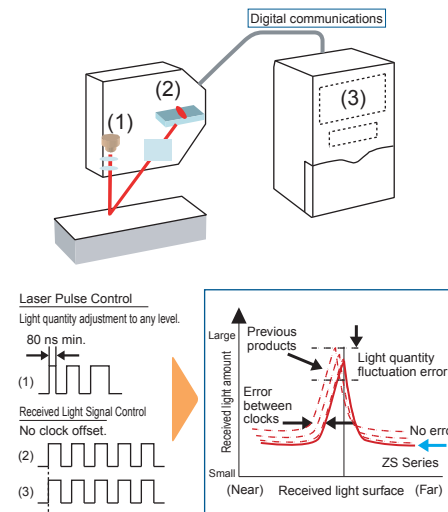 Digital communications
(1)
(2)
(3)
Laser Pulse Control
Light quantity adjustment to any level.
80 ns min.
(1)
Received Light Signal Control
No clock offset.
(2)
(3)
Large
Previous
products
Light quantity
fluctuation error
Received light amount
Error
between
clocks
No error
ZS Series
Small
(Near)
Received light surface
(Far)